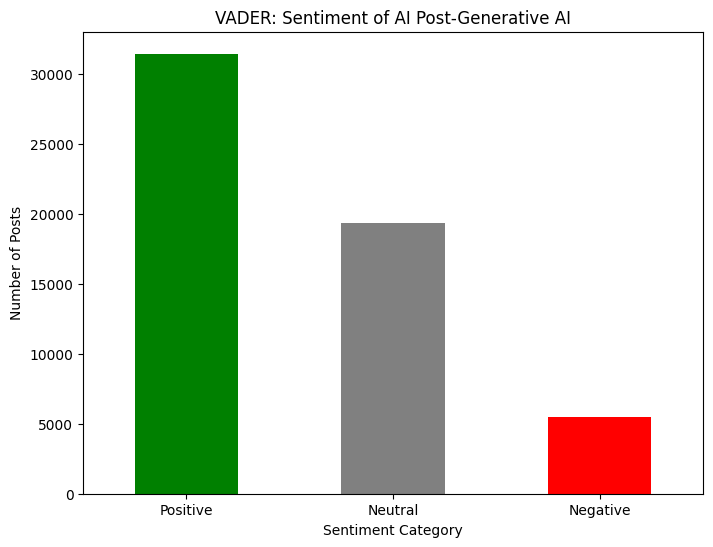 VADER: Sentiment of AI Post-Generative AI
30000
25000
20000
15000
10000
5000
0
Number of Posts
Positive Neutral Negative
Sentiment Category